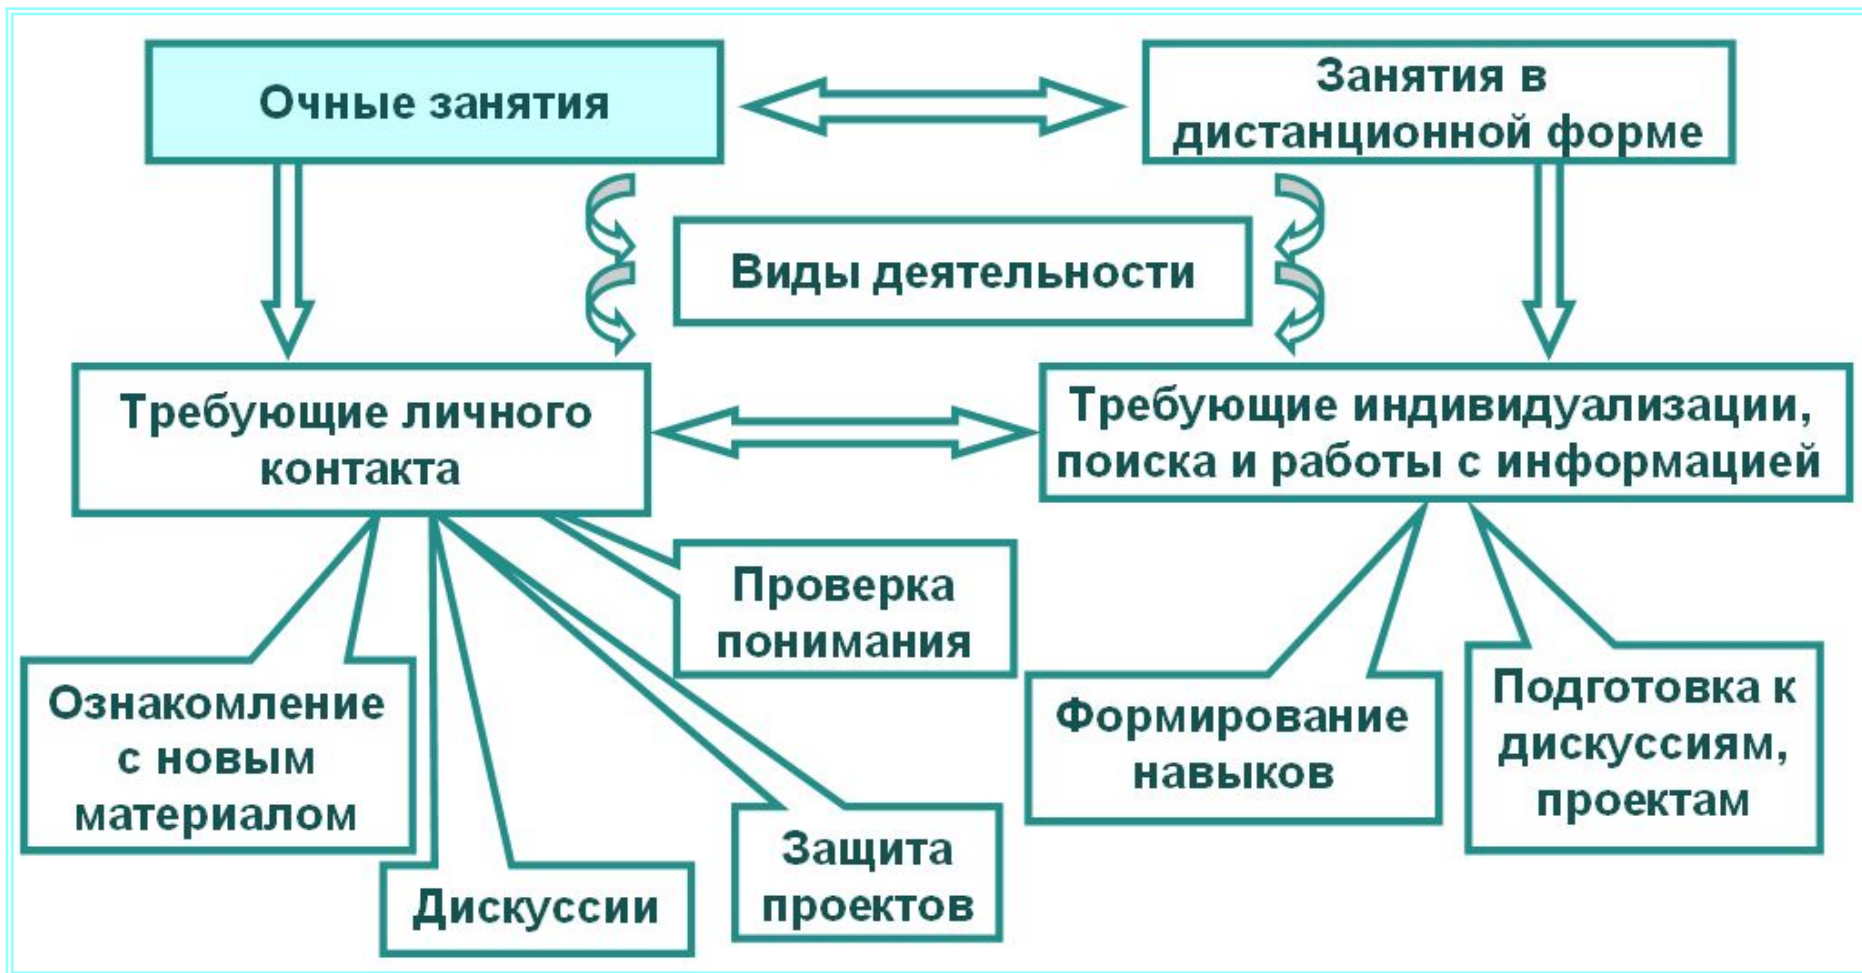 Очные занятия
Занятия в
дистанционной форме
Виды деятельности
Требующие личного
контакта
Требующие индивидуализации,
поиска и работы с информацией
Проверка
понимания
Ознакомление
с новым
материалом
Дискуссии
Защита
проектов
Формирование
навыков
Подготовка к
дискуссиям,
проектам